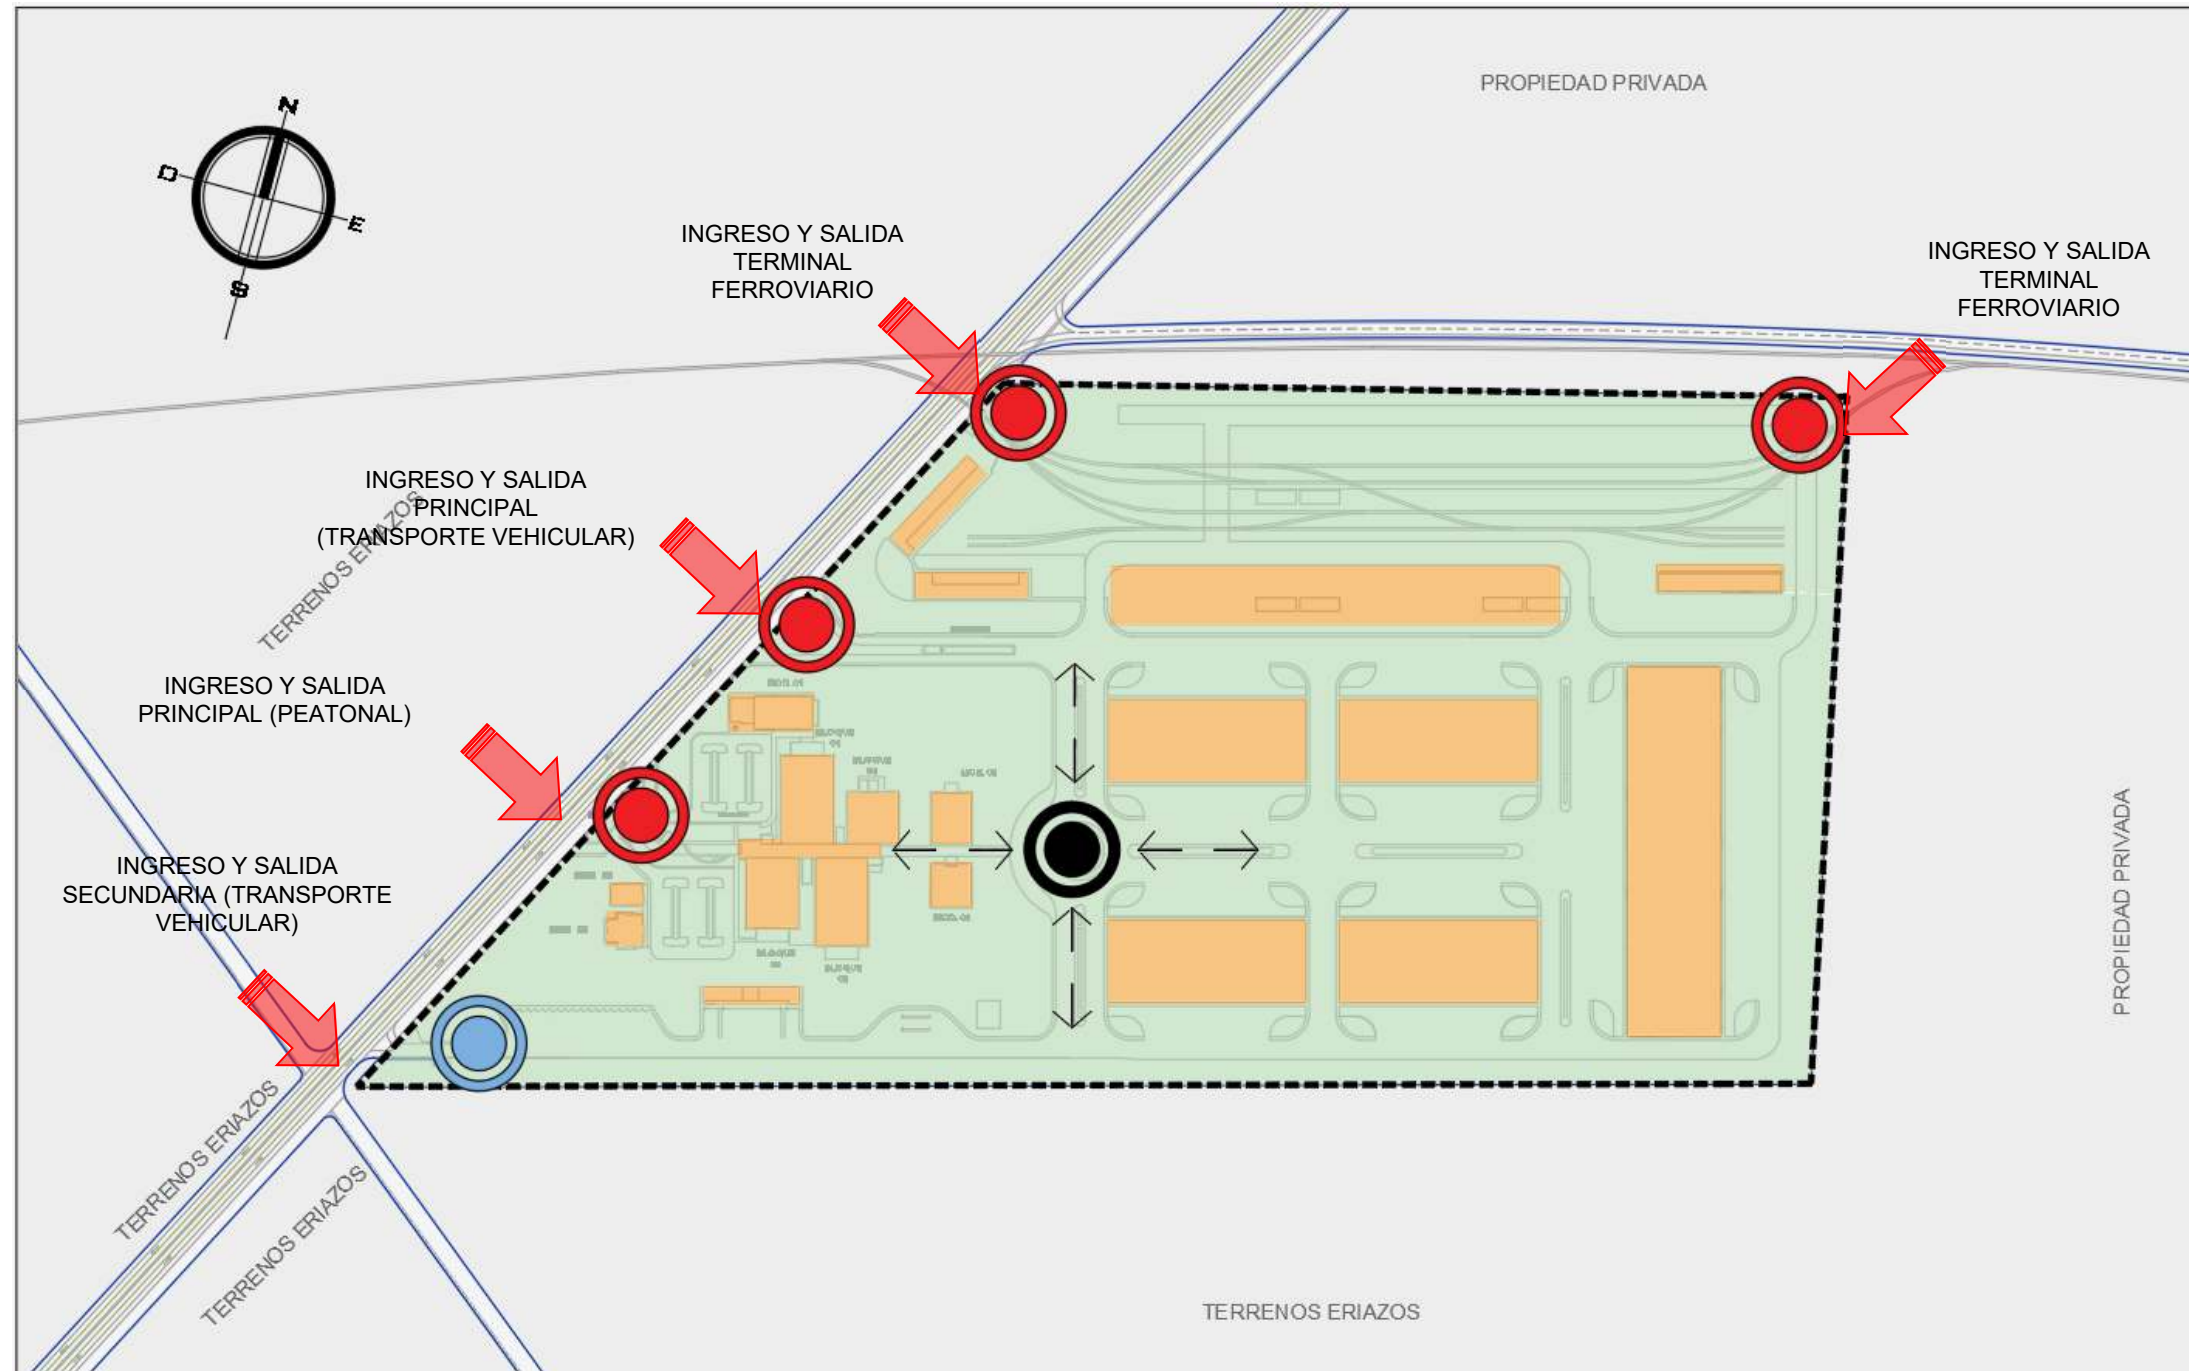 PROPIEDAD PRIVADA
N
O
E
S
INGRESO Y SALIDA
TERMINAL
FERROVIARIO
INGRESO Y SALIDA
TERMINAL
FERROVIARIO
INGRESO Y SALIDA
PRINCIPAL
(TRANSPORTE VEHICULAR)
TERRENOS ERIAZOS
INGRESO Y SALIDA
PRINCIPAL (PEATONAL)
INGRESO Y SALIDA
SECUNDARIA (TRANSPORTE
VEHICULAR)
PROPIEDAD PRIVADA
TERRENOS ERIAZOS
TERRENOS ERIAZOS
TERRENOS ERIAZOS